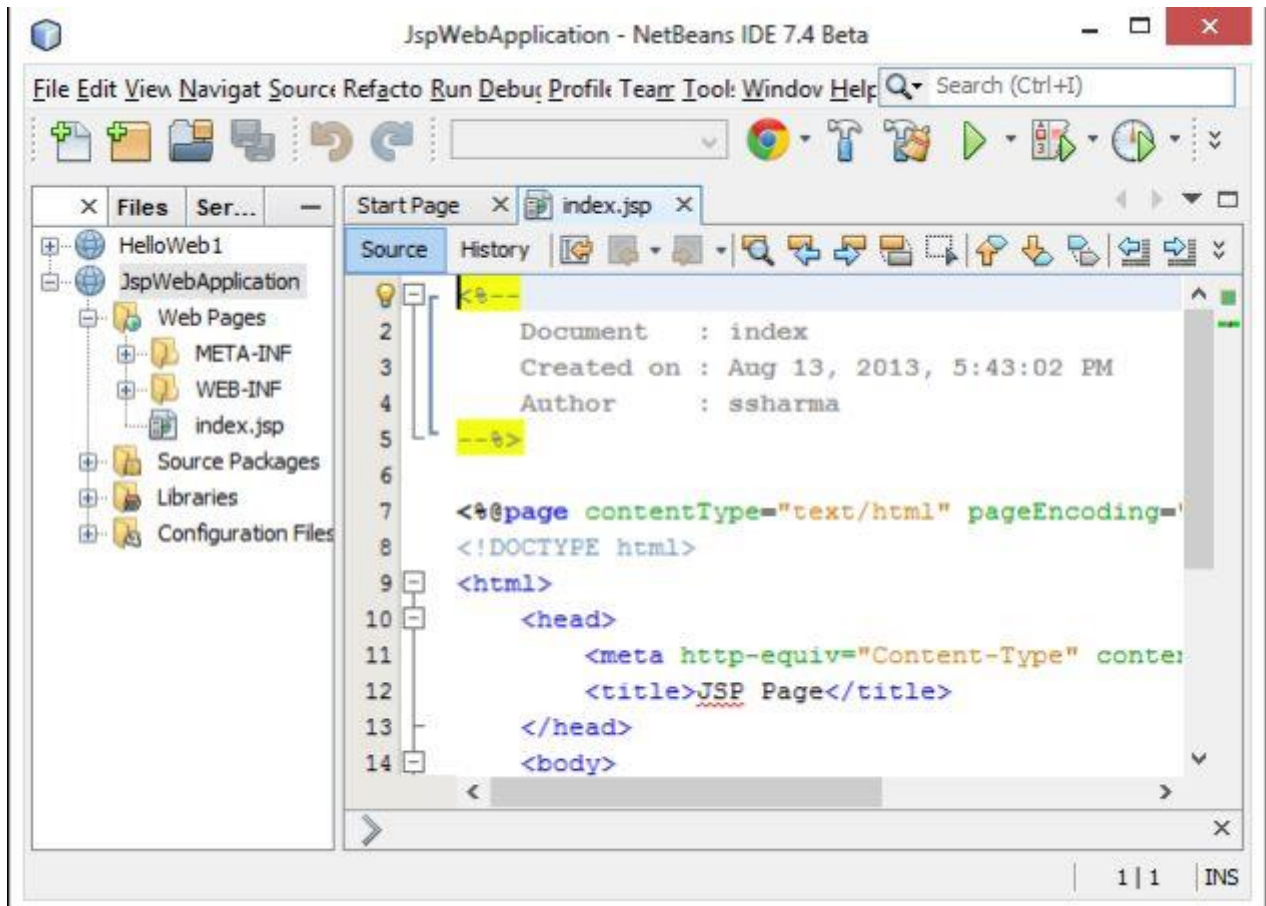 JspWebApplication - NetBeans IDE 7.4 Beta
File Edit View Navigat Source Refacto Run Debug Profile Team Tools Window Help Search (Ctrl+I)
Files Ser...
Start Page index.jsp
HelloWeb1
JspWebApplication
Web Pages
META-INF
WEB-INF
index.jsp
Source Packages
Libraries
Configuration Files
Source History
<%--
2 Document : index
3 Created on : Aug 13, 2013, 5:43:02 PM
4 Author : ssharma
5 --%>
6
7 <%@page contentType="text/html" pageEncoding="
8 <!DOCTYPE html>
9 <html>
10 <head>
11 <meta http-equiv="Content-Type" conte
12 <title>JSP Page</title>
13 </head>
14 <body>
1 | 1 INS